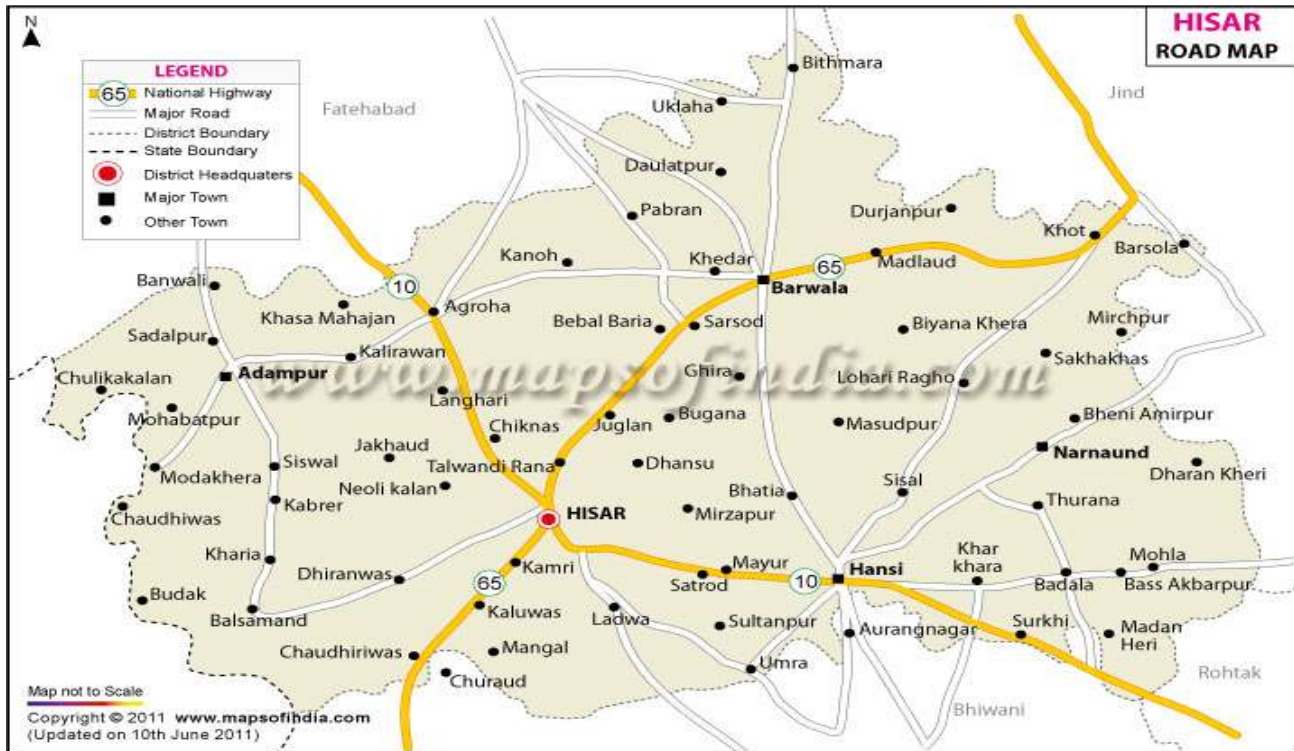 N
HISAR
ROAD MAP
LEGEND
65 National Highway
Major Road
District Boundary
State Boundary
District Headquaters
Major Town
Other Town
Fatehabad
Jind
Bithmara
Uklaha
Daulatpur
Pabran
Durjanpur
Khot
Barsola
Kanoh
Khedar
65
Madlaud
Banwali
10
Barwala
Khasa Mahajan
Agroha
Bebal Baria
Sarsod
Biyana Khera
Mirchpur
Sadalpur
Kalirawan
Sakhakhas
Adampur
www.mapsofindia.com
Ghira
Lohari Ragho
Chulikakalan
Langhari
Mohabatpur
Juglan
Bugana
Masudpur
Bheni Amirpur
Chiknas
Jakhaud
Narnaund
Modakhera
Siswal
Talwandi Rana
Dhansu
Dharan Kheri
Neoli kalan
Bhatia
Sisal
Kabrer
Thurana
Chaudhiwas
HISAR
Mirzapur
Kharia
Khar
khara
Mohla
Dhiranwas
65
Kamri
Mayur
Satrod
10
Hansi
Badala
Bass Akbarpur
Budak
Balsamand
Kaluwas
Ladwa
Sultanpur
Aurangnagar
Surkhi
Madan
Heri
Chaudhiriwas
Mangal
Umra
Churaud
Rohtak
Bhiwani
Map not to Scale
Copyright © 2011 www.mapsofindia.com
(Updated on 10th June 2011)